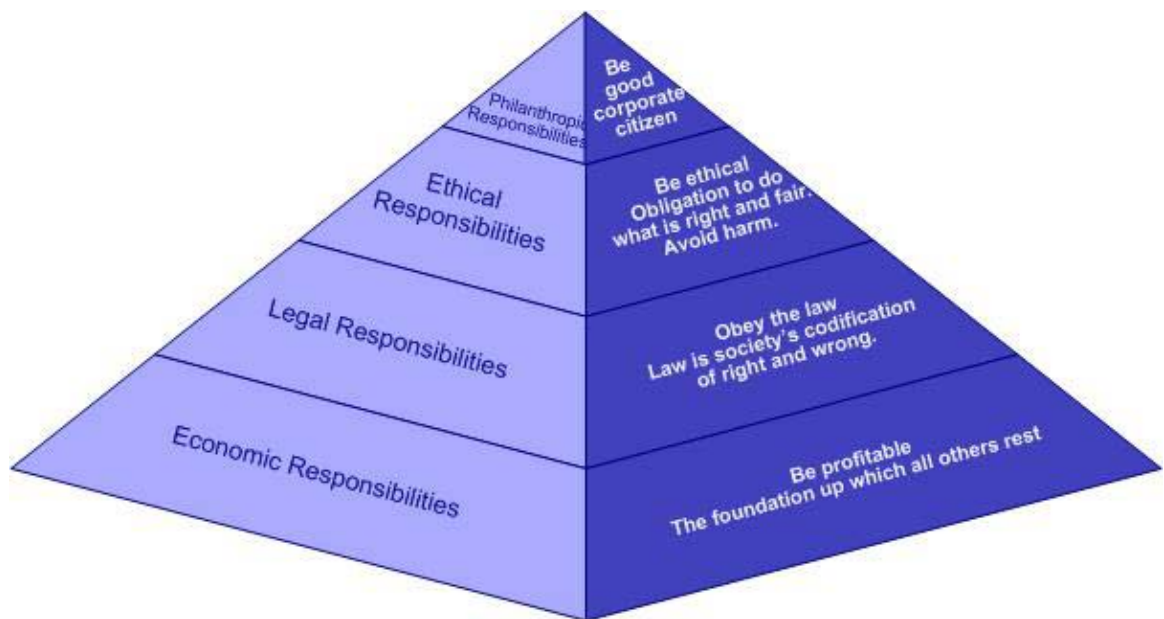 Philanthropic
Responsibilities
Be
good
corporate
citizen
Ethical
Responsibilities
Be ethical
Obligation to do
what is right and fair.
Avoid harm.
Legal Responsibilities
Obey the law
Law is society's codification
of right and wrong.
Economic Responsibilities
Be profitable
The foundation up which all others rest